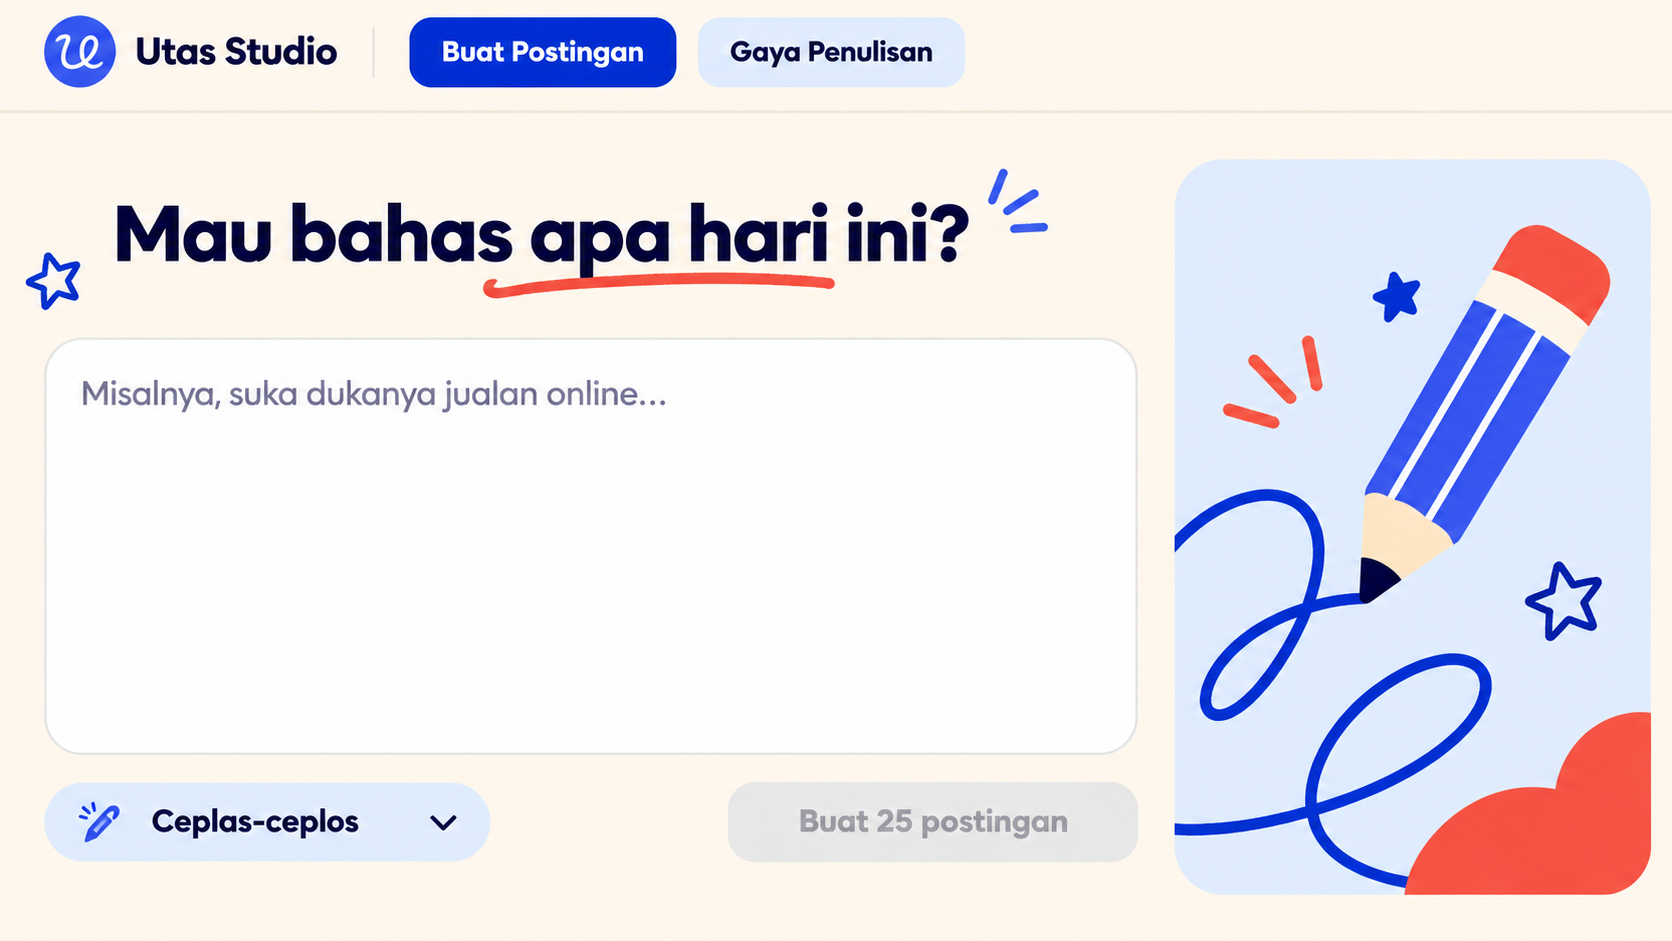 Utas Studio
Buat Postingan
Gaya Penulisan
Mau bahas apa hari ini?
Misalnya, suka dukanya jualan online...
Ceplas-ceplos
Buat 25 postingan